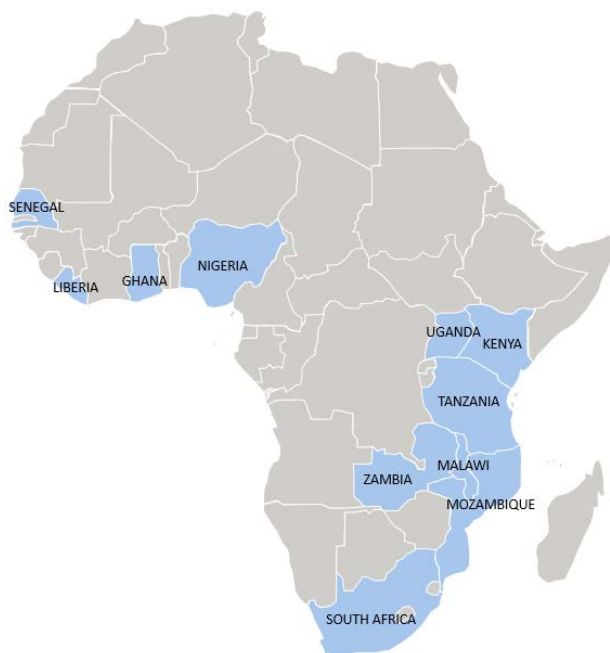 SENEGAL
LIBERIA
GHANA
NIGERIA
UGANDA
KENYA
TANZANIA
MALAWI
ZAMBIA
MOZAMBIQUE
SOUTH AFRICA